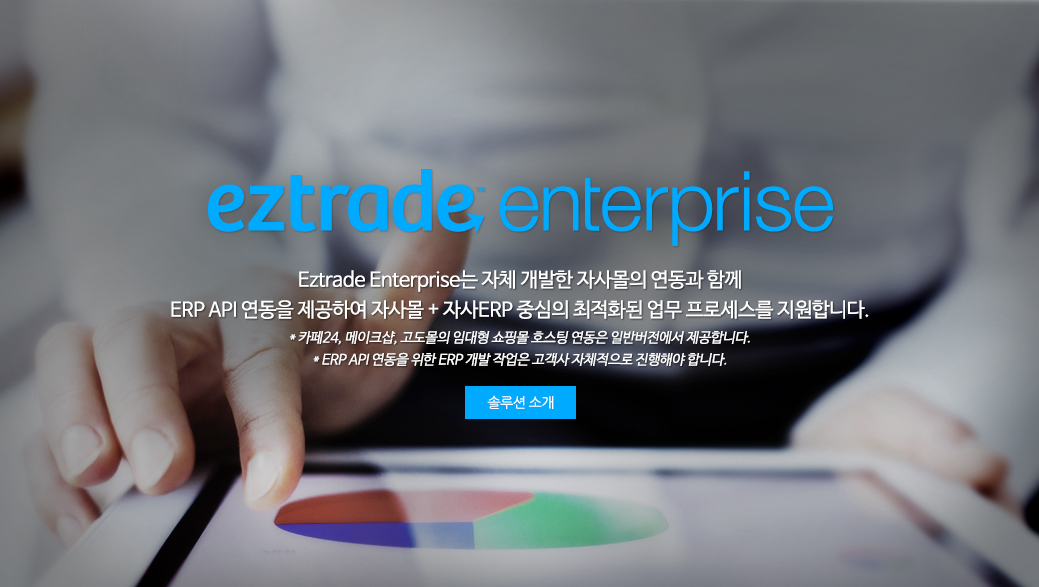 eztrade™ enterprise
Eztrade Enterprise는 자체 개발한 자사몰의 연동과 함께
ERP API 연동을 제공하여 자사몰 + 자사ERP 중심의 최적화된 업무 프로세스를 지원합니다.
* 카페24, 메이크샵, 고도몰의 임대형 쇼핑몰 호스팅 연동은 일반버전에서 제공합니다.
* ERP API 연동을 위한 ERP 개발 작업은 고객사 자체적으로 진행해야 합니다.
솔루션 소개